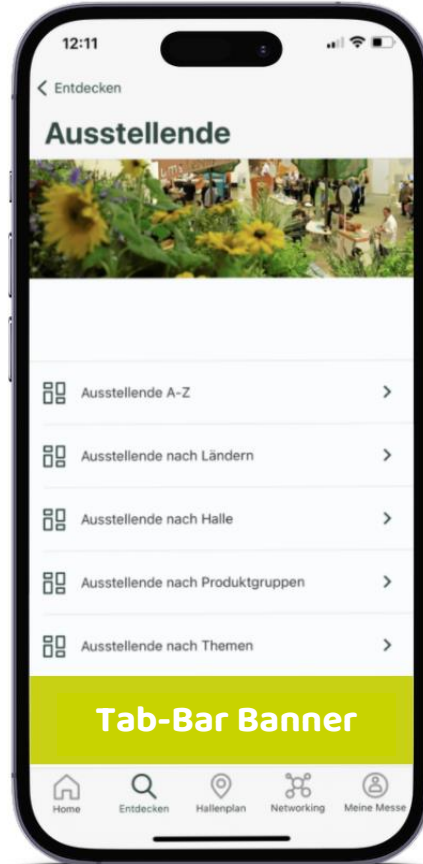 12:11
Entdecken
Ausstellende
Ausstellende A-Z
Ausstellende nach Ländern
Ausstellende nach Halle
Ausstellende nach Produktgruppen
Ausstellende nach Themen
Tab-Bar Banner
Home Entdecken Hallenplan Networking Meine Messe